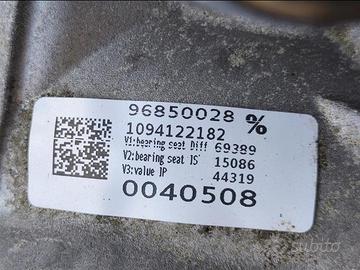 96850028 %
1094122182
V1:bearing seat Diff 69389
V2:bearing seat IS 15086
V3:value IP 44319
0040508
subito